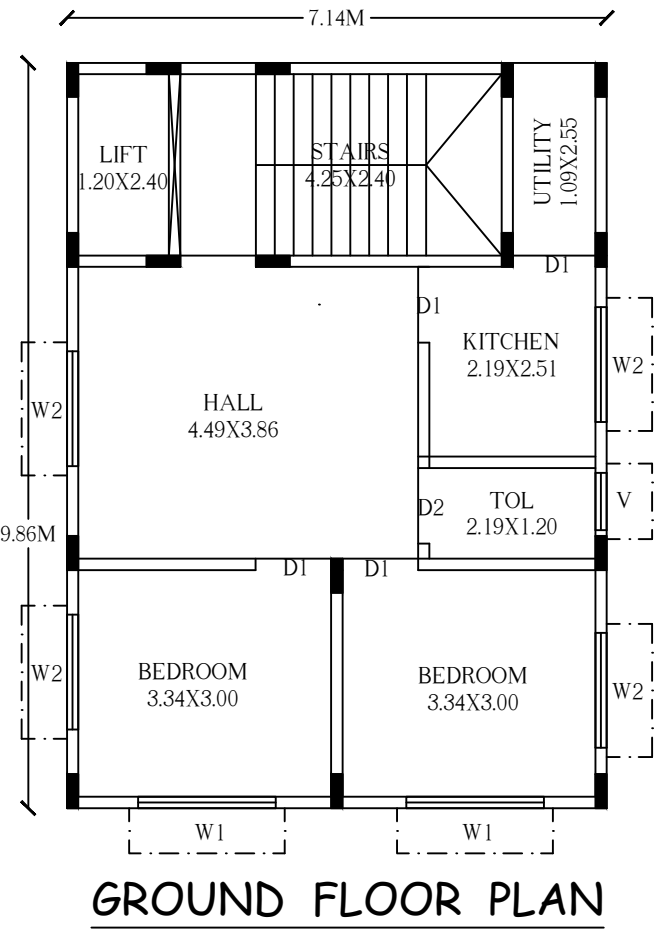 7.14M
LIFT
1.20X2.40
STAIRS
4.25X2.40
UTILITY
1.09X2.55
D1
D1
KITCHEN
2.19X2.51
W2
HALL
4.49X3.86
W2
TOL
2.19X1.20
D2
V
9.86M
D1
D1
BEDROOM
3.34X3.00
W2
BEDROOM
3.34X3.00
W2
W1
W1
GROUND FLOOR PLAN